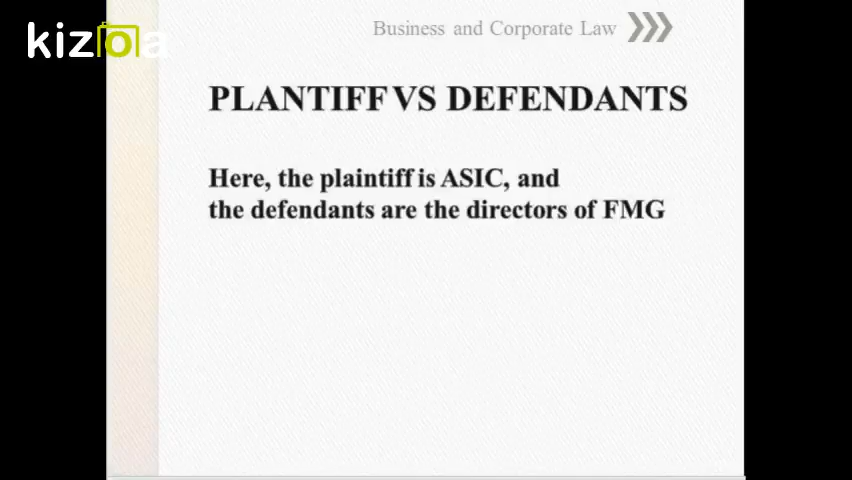 kizoa
Business and Corporate Law
PLANTIFF VS DEFENDANTS
Here, the plaintiff is ASIC, and
the defendants are the directors of FMG